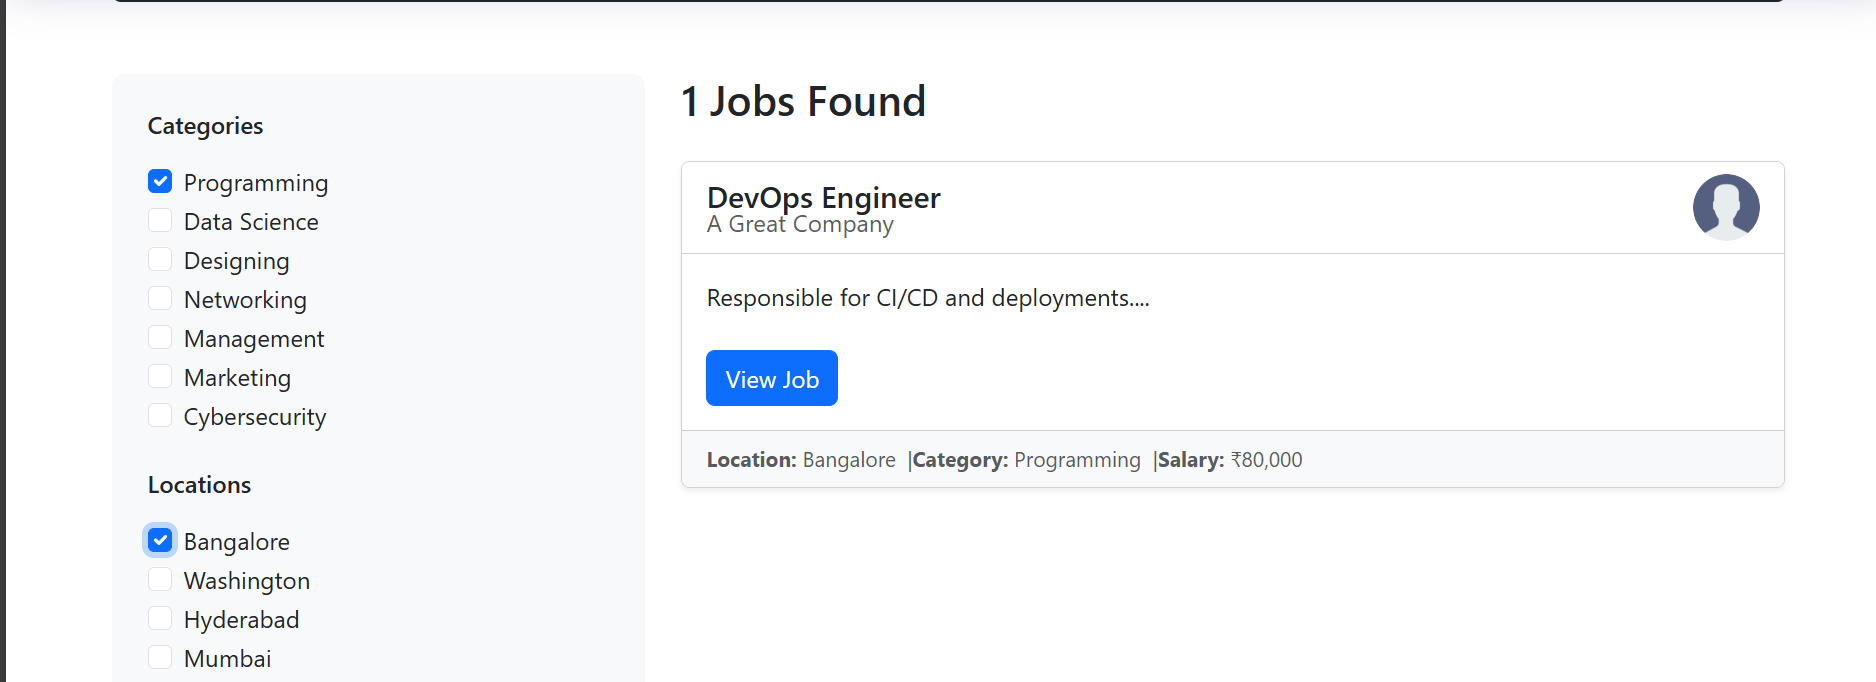 Categories
Programming
Data Science
Designing
Networking
Management
Marketing
Cybersecurity
Locations
Bangalore
Washington
Hyderabad
Mumbai
1 Jobs Found
DevOps Engineer
A Great Company
Responsible for CI/CD and deployments....
View Job
Location: Bangalore |Category: Programming |Salary: ₹80,000